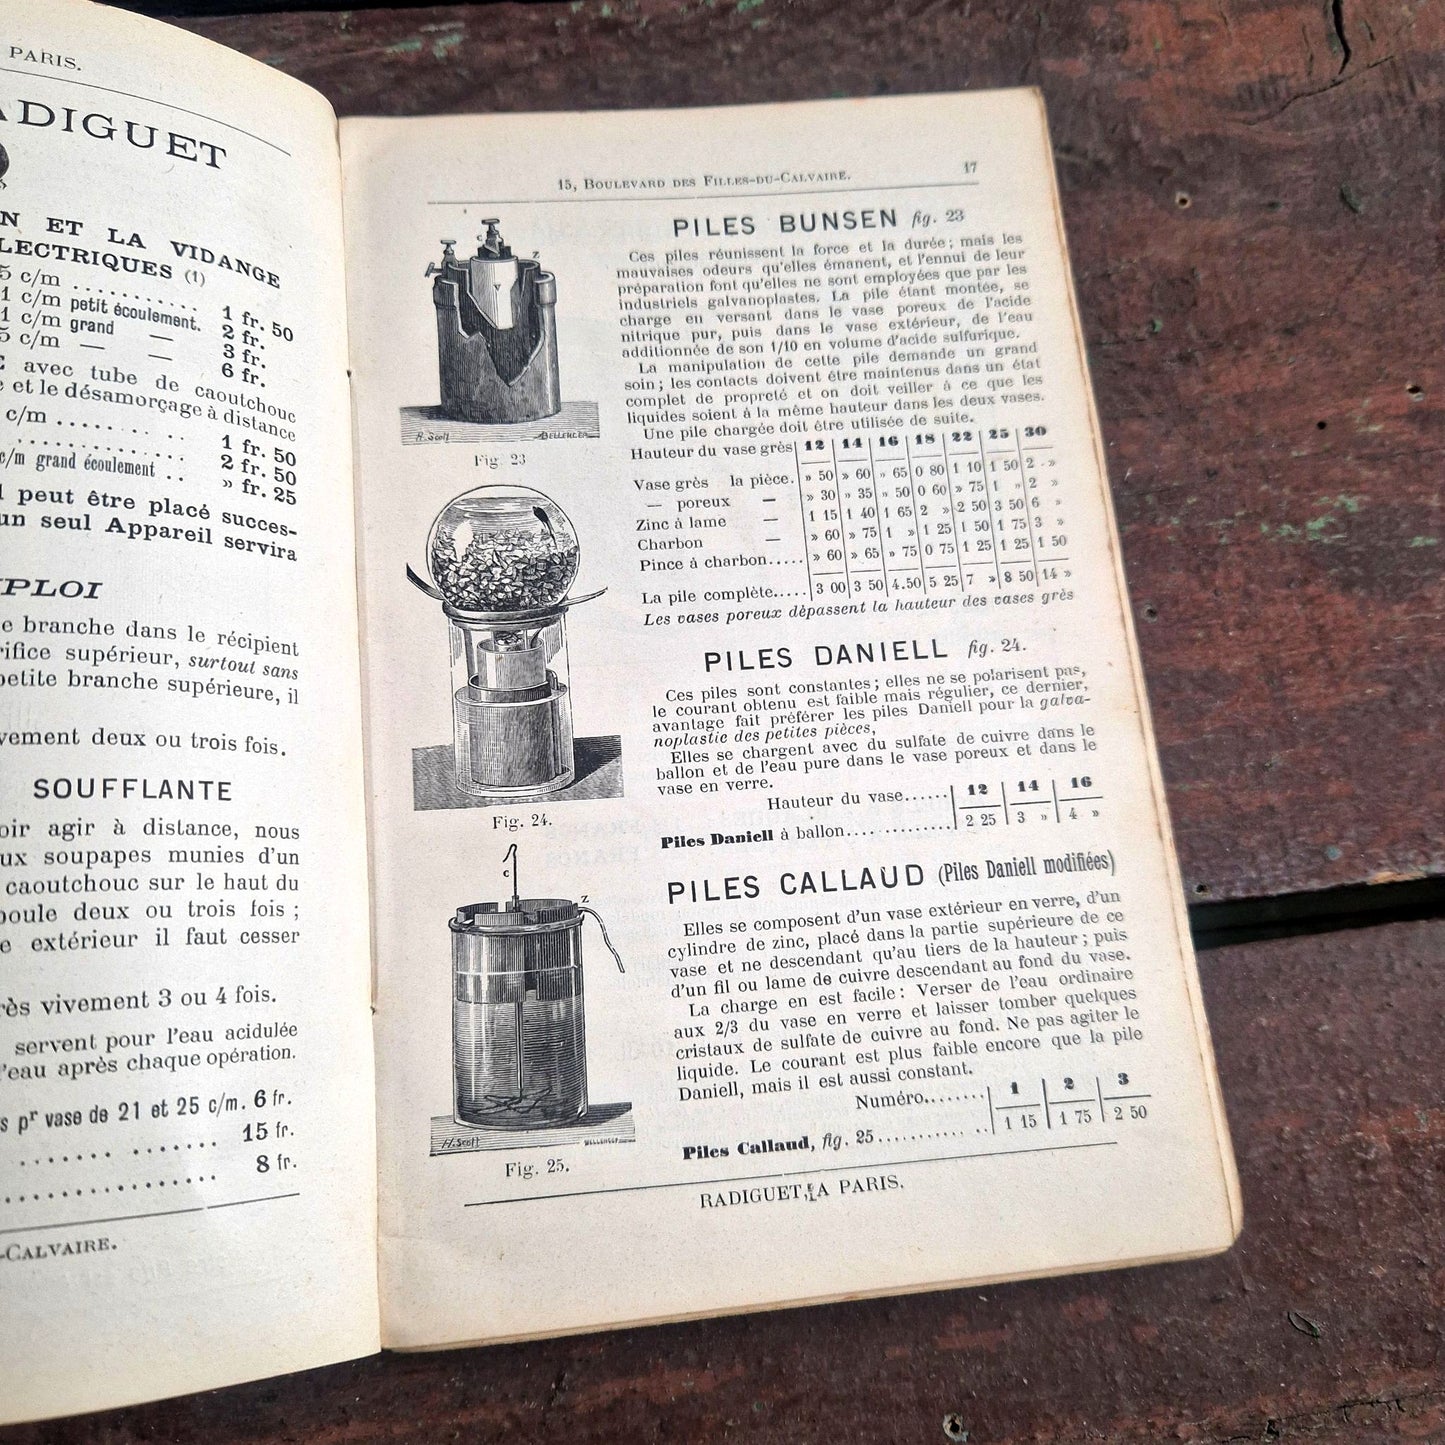 PARIS.
ADIGUET
N ET LA VIDANGE
LECTRIQUES (1)
5 c/m ........... 1 fr. 50
1 c/m petit écoulement. 2 fr.
1 c/m grand — 3 fr.
5 c/m — — 6 fr.
avec tube de caoutchouc
e et le désamorçage à distance
c/m .......... 1 fr. 50
............ 2 fr. 50
c/m grand écoulement .. » fr. 25
l peut être placé succes-
un seul Appareil servira
PLOI
e branche dans le récipient
rifice supérieur, surtout sans
petite branche supérieure, il
vement deux ou trois fois.
SOUFFLANTE
oir agir à distance, nous
ux soupapes munies d'un
caoutchouc sur le haut du
boule deux ou trois fois ;
e extérieur il faut cesser
rès vivement 3 ou 4 fois.
servent pour l'eau acidulée
l'eau après chaque opération.
s pr vase de 21 et 25 c/m. 6 fr.
....... ....... 15 fr.
................ 8 fr.
-CALVAIRE.
15, BOULEVARD DES FILLES-DU-CALVAIRE. 17
C
Z
V
H. Scott BELLENGER
Fig. 23
Fig. 24.
C
Z
H. Scott BELLENGER
Fig. 25.
PILES BUNSEN fig. 23
Ces piles réunissent la force et la durée ; mais les
mauvaises odeurs qu'elles émanent, et l'ennui de leur
préparation font qu'elles ne sont employées que par les
industriels galvanoplastes. La pile étant montée, se
charge en versant dans le vase poreux de l'acide
nitrique pur, puis dans le vase extérieur, de l'eau
additionnée de son 1/10 en volume d'acide sulfurique.
La manipulation de cette pile demande un grand
soin ; les contacts doivent être maintenus dans un état
complet de propreté et on doit veiller à ce que les
liquides soient à la même hauteur dans les deux vases.
Une pile chargée doit être utilisée de suite.
Hauteur du vase grès 12 14 16 18 22 25 30
Vase grès la pièce. » 50 » 60 » 65 0 80 1 10 1 50 2 »
— poreux — » 30 » 35 » 50 0 60 » 75 1 » 2 »
Zinc à lame — 1 15 1 40 1 65 2 » 2 50 3 50 6 »
Charbon — » 60 » 75 1 » 1 25 1 50 1 75 3 »
Pince à charbon..... » 60 » 65 » 75 0 75 1 25 1 25 1 50
La pile complète..... 3 00 3 50 4.50 5 25 7 » 8 50 14 »
Les vases poreux dépassent la hauteur des vases grès
PILES DANIELL fig. 24.
Ces piles sont constantes ; elles ne se polarisent pas,
le courant obtenu est faible mais régulier, ce dernier,
avantage fait préférer les piles Daniell pour la galva-
noplastie des petites pièces,
Elles se chargent avec du sulfate de cuivre dans le
ballon et de l'eau pure dans le vase poreux et dans le
vase en verre.
Hauteur du vase...... 12 14 16
Piles Daniell à ballon............... 2 25 3 » 4 »
PILES CALLAUD (Piles Daniell modifiées)
Elles se composent d'un vase extérieur en verre, d'un
cylindre de zinc, placé dans la partie supérieure de ce
vase et ne descendant qu'au tiers de la hauteur ; puis
d'un fil ou lame de cuivre descendant au fond du vase.
La charge en est facile : Verser de l'eau ordinaire
aux 2/3 du vase en verre et laisser tomber quelques
cristaux de sulfate de cuivre au fond. Ne pas agiter le
liquide. Le courant est plus faible encore que la pile
Daniell, mais il est aussi constant.
Numéro........ 1 2 3
Piles Callaud, fig. 25............. .. 1 15 1 75 2 50
RADIGUET, A PARIS.